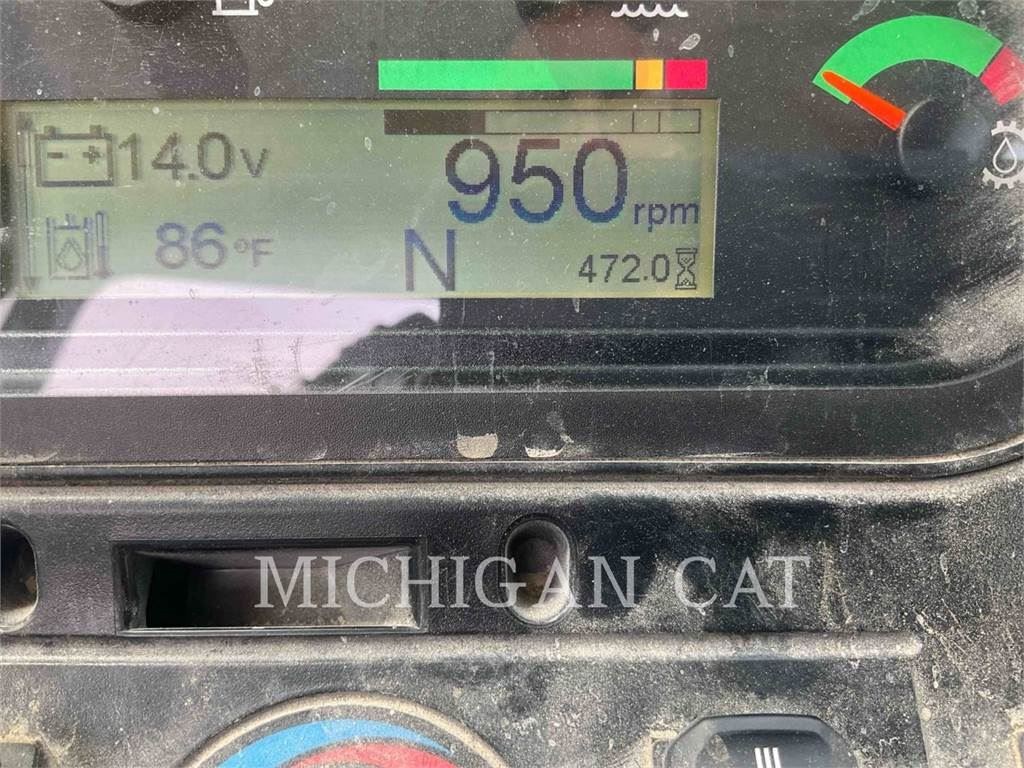 14.0v
950 rpm
86 °F
N
472.0
MICHIGAN CAT